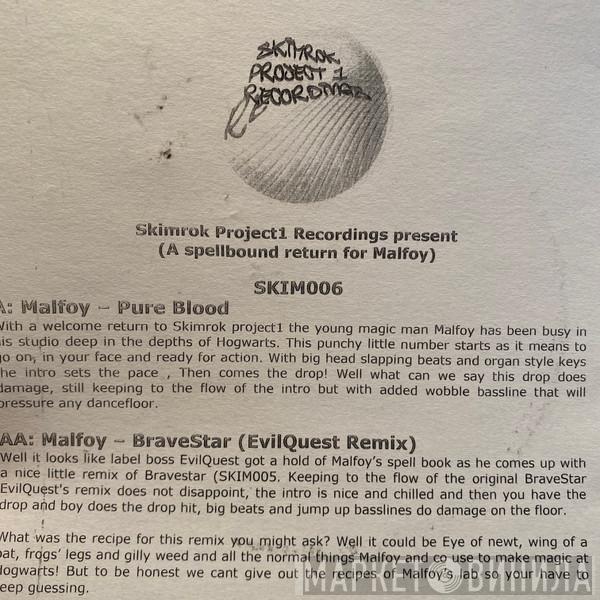 SKIMROK
PROJECT 1
RECORDINGS
Skimrok Project1 Recordings present
(A spellbound return for Malfoy)
SKIM006
A: Malfoy – Pure Blood
With a welcome return to Skimrok project1 the young magic man Malfoy has been busy in
his studio deep in the depths of Hogwarts. This punchy little number starts as it means to
go on, in your face and ready for action. With big head slapping beats and organ style keys
the intro sets the pace , Then comes the drop! Well what can we say this drop does
damage, still keeping to the flow of the intro but with added wobble bassline that will
pressure any dancefloor.
AA: Malfoy – BraveStar (EvilQuest Remix)
Well it looks like label boss EvilQuest got a hold of Malfoy's spell book as he comes up with
a nice little remix of Bravestar (SKIM005. Keeping to the flow of the original BraveStar
EvilQuest's remix does not disappoint, the intro is nice and chilled and then you have the
drop and boy does the drop hit, big beats and jump up basslines do damage on the floor.
What was the recipe for this remix you might ask? Well it could be Eye of newt, wing of a
bat, frogs' legs and gilly weed and all the normal things Malfoy and co use to make magic at
Hogwarts! But to be honest we cant give out the recipes of Malfoy's lab so your have to
keep guessing.
МАРКЕТ ВИНИЛА